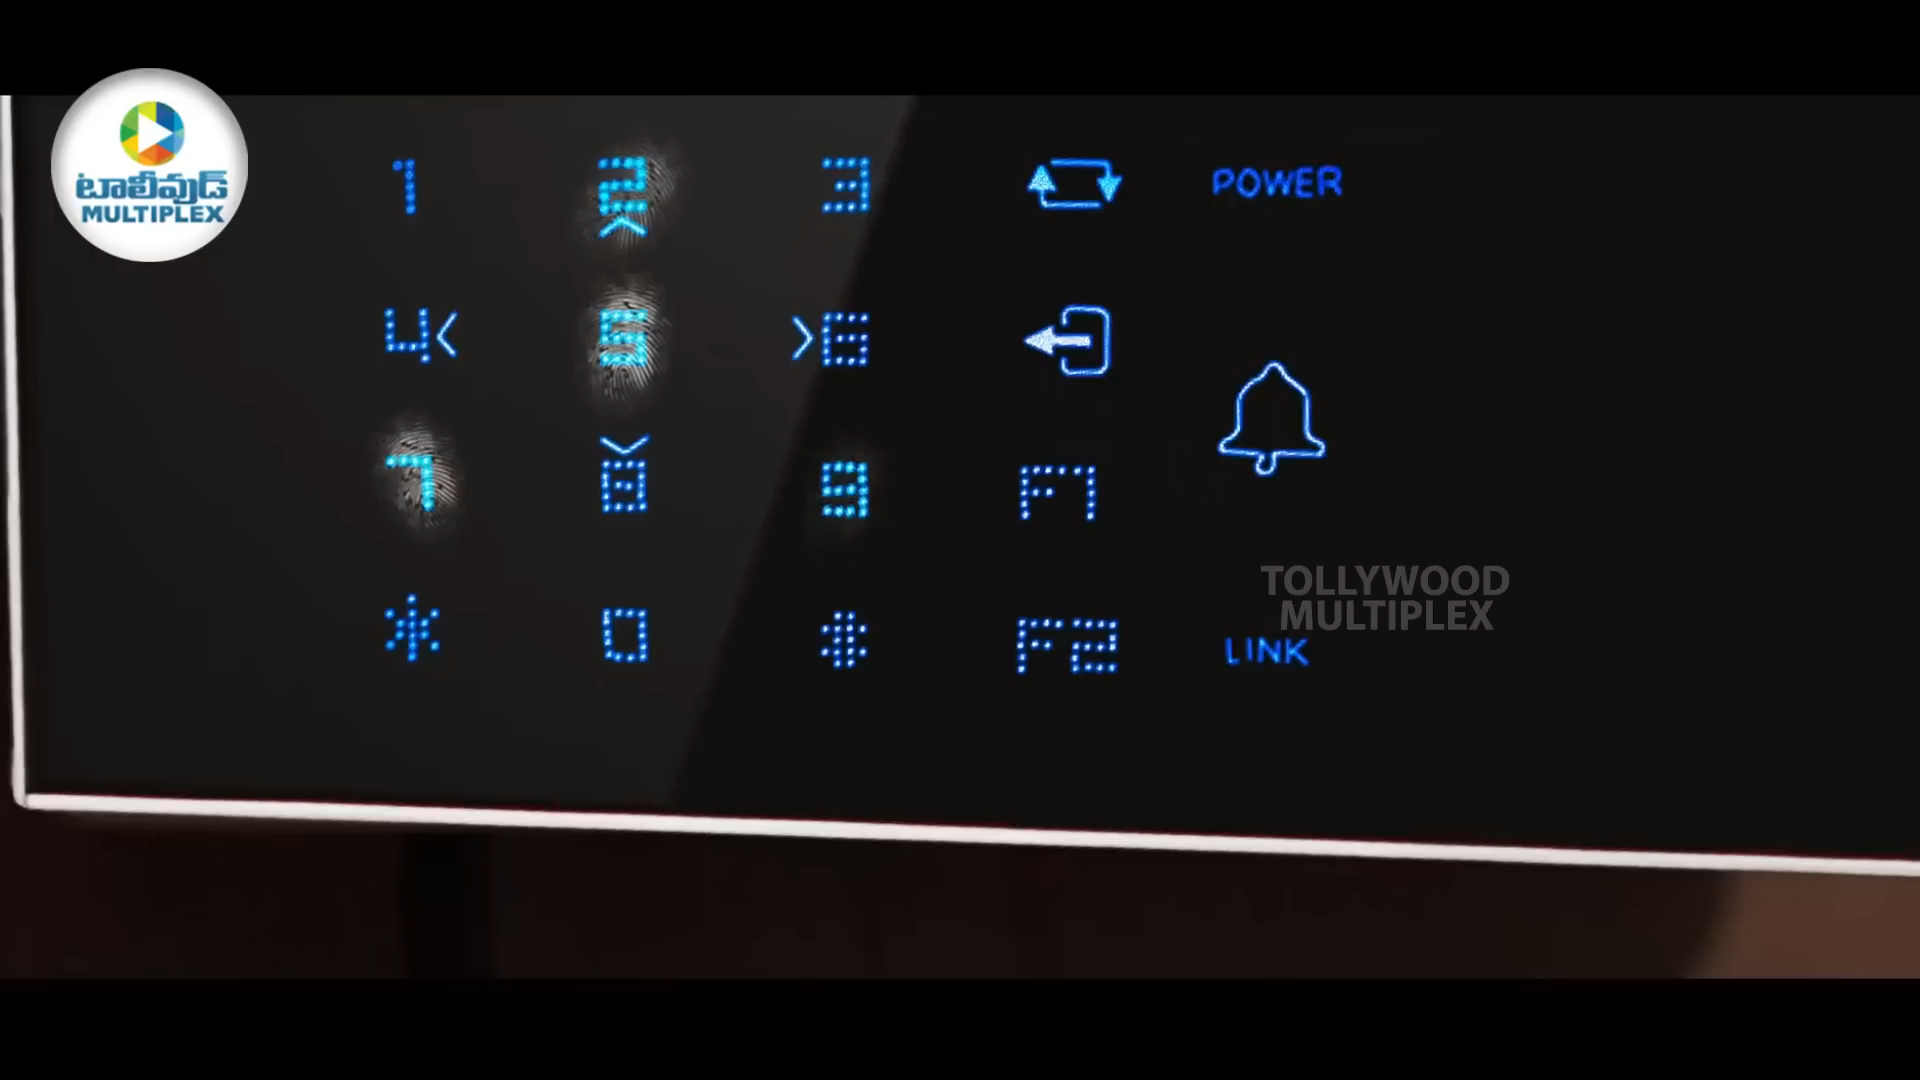 టాలీవుడ్
MULTIPLEX
1 2 3 POWER
4 5 6
7 8 9 F1
TOLLYWOOD
MULTIPLEX
* 0 # F2 LINK